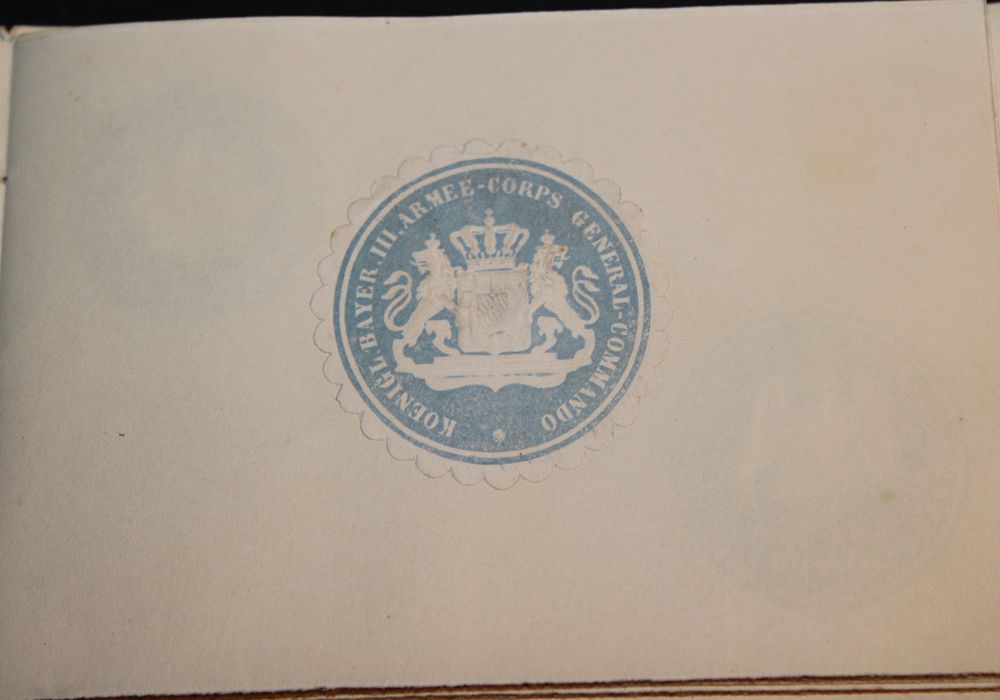 KOENIGL. BAYER. III. ARMEE-CORPS GENERAL-COMMANDO